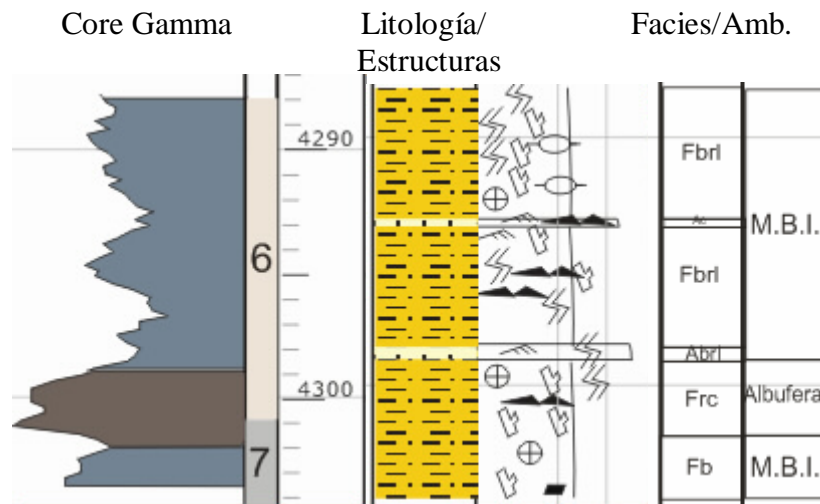 Core Gamma Litología/ Facies/Amb.
Estructuras
4290
Fbrl
6
M.B.I.
Fbrl
Abrl
4300
Frc Albufera
7
Fb M.B.I.